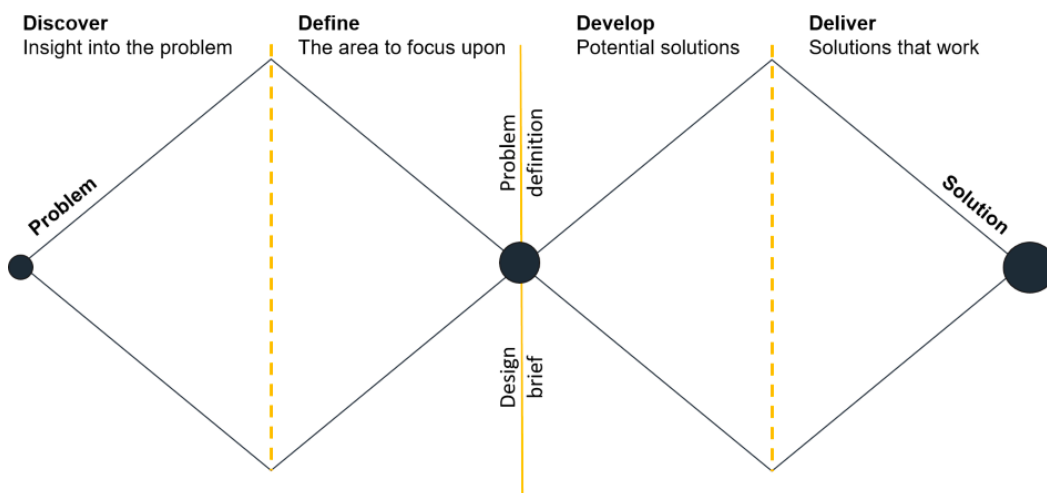 Discover
Insight into the problem
Define
The area to focus upon
Develop
Potential solutions
Deliver
Solutions that work
Problem
Problem
definition
Design
brief
Solution